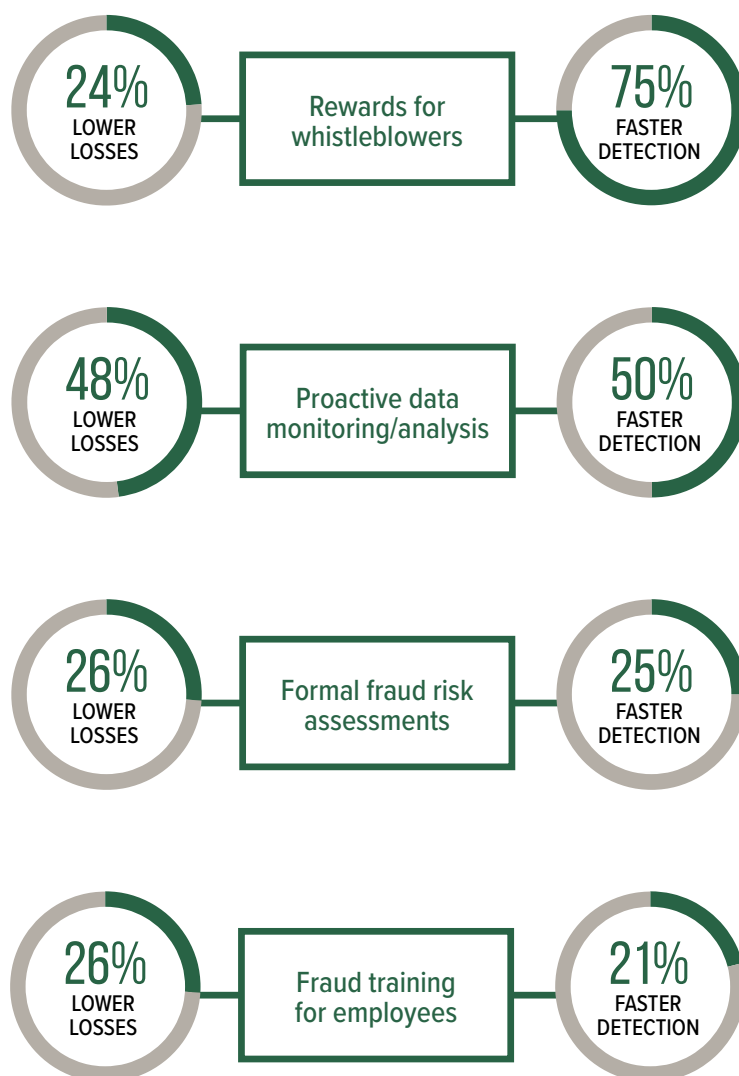 24%
LOWER
LOSSES
Rewards for
whistleblowers
75%
FASTER
DETECTION
48%
LOWER
LOSSES
Proactive data
monitoring/analysis
50%
FASTER
DETECTION
26%
LOWER
LOSSES
Formal fraud risk
assessments
25%
FASTER
DETECTION
26%
LOWER
LOSSES
Fraud training
for employees
21%
FASTER
DETECTION